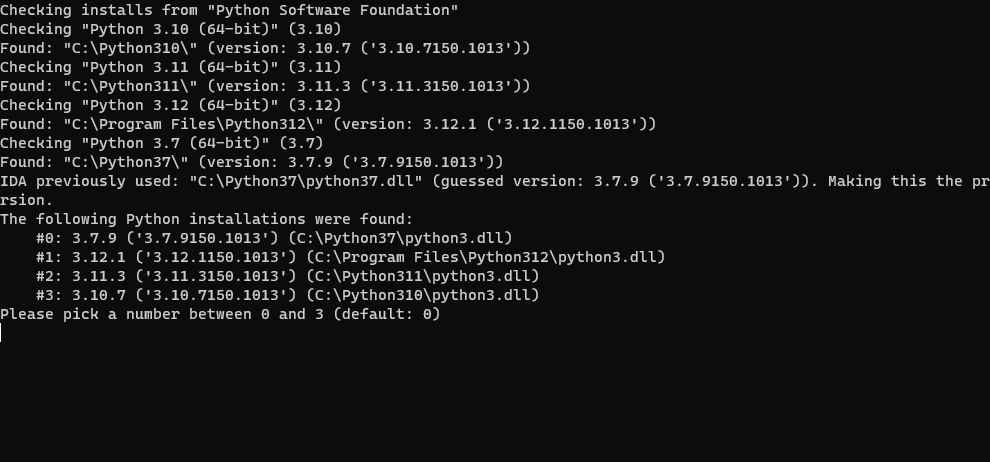 Checking installs from "Python Software Foundation"
Checking "Python 3.10 (64-bit)" (3.10)
Found: "C:\Python310\" (version: 3.10.7 ('3.10.7150.1013'))
Checking "Python 3.11 (64-bit)" (3.11)
Found: "C:\Python311\" (version: 3.11.3 ('3.11.3150.1013'))
Checking "Python 3.12 (64-bit)" (3.12)
Found: "C:\Program Files\Python312\" (version: 3.12.1 ('3.12.1150.1013'))
Checking "Python 3.7 (64-bit)" (3.7)
Found: "C:\Python37\" (version: 3.7.9 ('3.7.9150.1013'))
IDA previously used: "C:\Python37\python37.dll" (guessed version: 3.7.9 ('3.7.9150.1013')). Making this the pr
rsion.
The following Python installations were found:
    #0: 3.7.9 ('3.7.9150.1013') (C:\Python37\python3.dll)
    #1: 3.12.1 ('3.12.1150.1013') (C:\Program Files\Python312\python3.dll)
    #2: 3.11.3 ('3.11.3150.1013') (C:\Python311\python3.dll)
    #3: 3.10.7 ('3.10.7150.1013') (C:\Python310\python3.dll)
Please pick a number between 0 and 3 (default: 0)